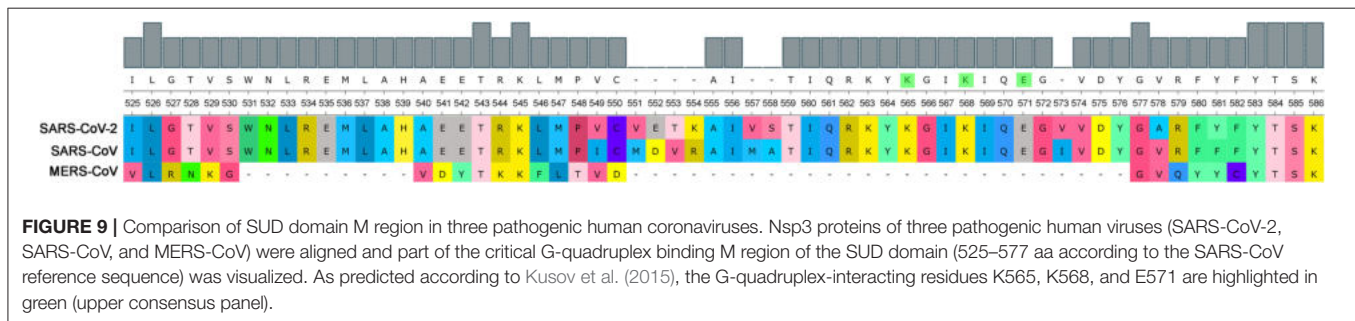 I L G T V S W N L R E M L A H A E E T R K L M P V C - - - - A I - - T I Q R K Y K G I K I Q E G - V D Y G V R F Y F Y T S K
525 526 527 528 529 530 531 532 533 534 535 536 537 538 539 540 541 542 543 544 545 546 547 548 549 550 551 552 553 554 555 556 557 558 559 560 561 562 563 564 565 566 567 568 569 570 571 572 573 574 575 576 577 578 579 580 581 582 583 584 585 586
SARS-CoV-2 I L G T V S W N L R E M L A H A E E T R K L M P V C V E T K A I V S T I Q R K Y K G I K I Q E G V V D Y G A R F Y F Y T S K
SARS-CoV I L G T V S W N L R E M L A H A E E T R K L M P I C M D V R A I M A T I Q R K Y K G I K I Q E G I V D Y G V R F F F Y T S K
MERS-CoV V L R N K G - - - - - - - - - V D Y T K K F L T V D - - - - - - - - - - - - - - - - - - - - - - - - - - G V Q Y Y C Y T S K
FIGURE 9 | Comparison of SUD domain M region in three pathogenic human coronaviruses. Nsp3 proteins of three pathogenic human viruses (SARS-CoV-2,
SARS-CoV, and MERS-CoV) were aligned and part of the critical G-quadruplex binding M region of the SUD domain (525–577 aa according to the SARS-CoV
reference sequence) was visualized. As predicted according to Kusov et al. (2015), the G-quadruplex-interacting residues K565, K568, and E571 are highlighted in
green (upper consensus panel).